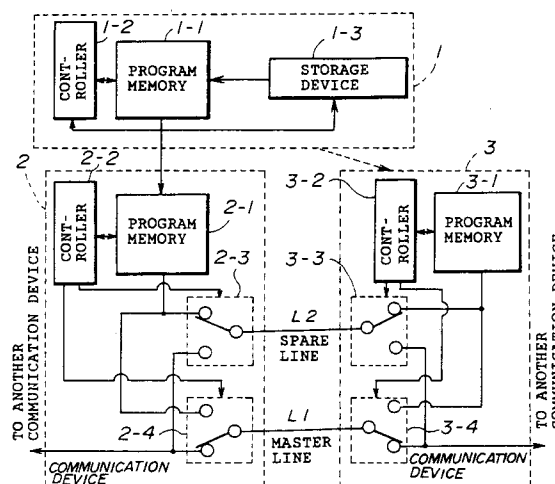 1-2
1-1
1-3
CONT-
ROLLER
PROGRAM
MEMORY
STORAGE
DEVICE
1
2
2-2
3
3-2
3-1
CONT-
ROLLER
PROGRAM
MEMORY
2-1
2-3
CONT-
ROLLER
PROGRAM
MEMORY
3-3
L2
SPARE
LINE
L1
MASTER
LINE
2-4
3-4
TO ANOTHER
COMMUNICATION DEVICE
TO ANOTHER
COMMUNICATION DEVICE
COMMUNICATION
DEVICE
COMMUNICATION
DEVICE